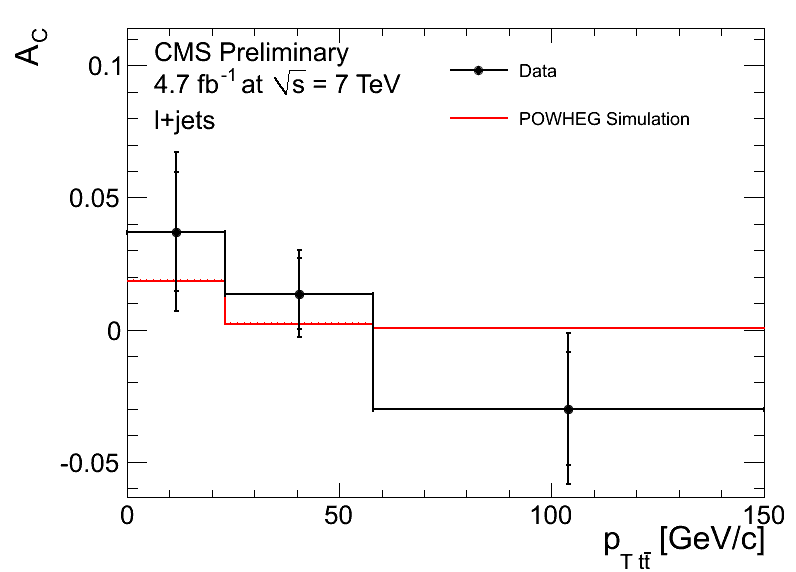 A_C
CMS Preliminary
4.7 fb⁻¹ at √s = 7 TeV
l+jets
Data
POWHEG Simulation
0.1
0.05
0
-0.05
0 50 100 150
p_T tt̄ [GeV/c]